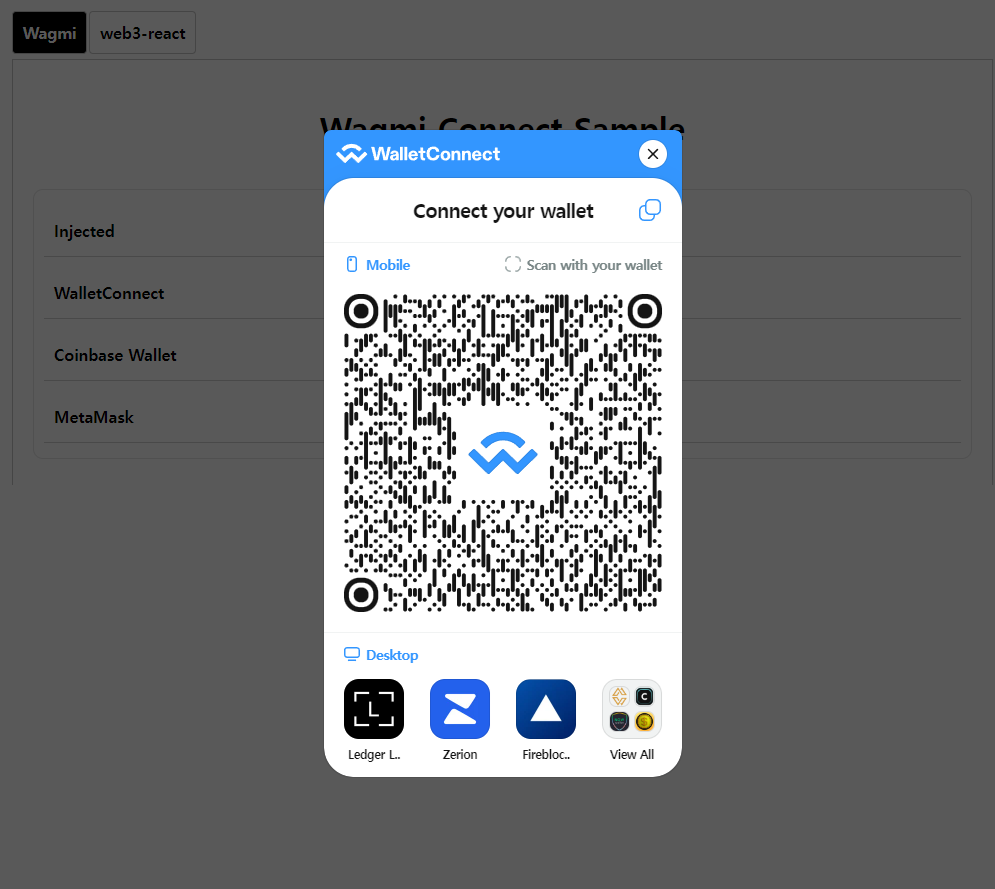 Wagmi
web3-react
Wagmi Connect Sample
WalletConnect
Connect your wallet
Injected
Mobile
Scan with your wallet
WalletConnect
Coinbase Wallet
MetaMask
Desktop
L
Ledger L..
Zerion
Firebloc..
C
View All